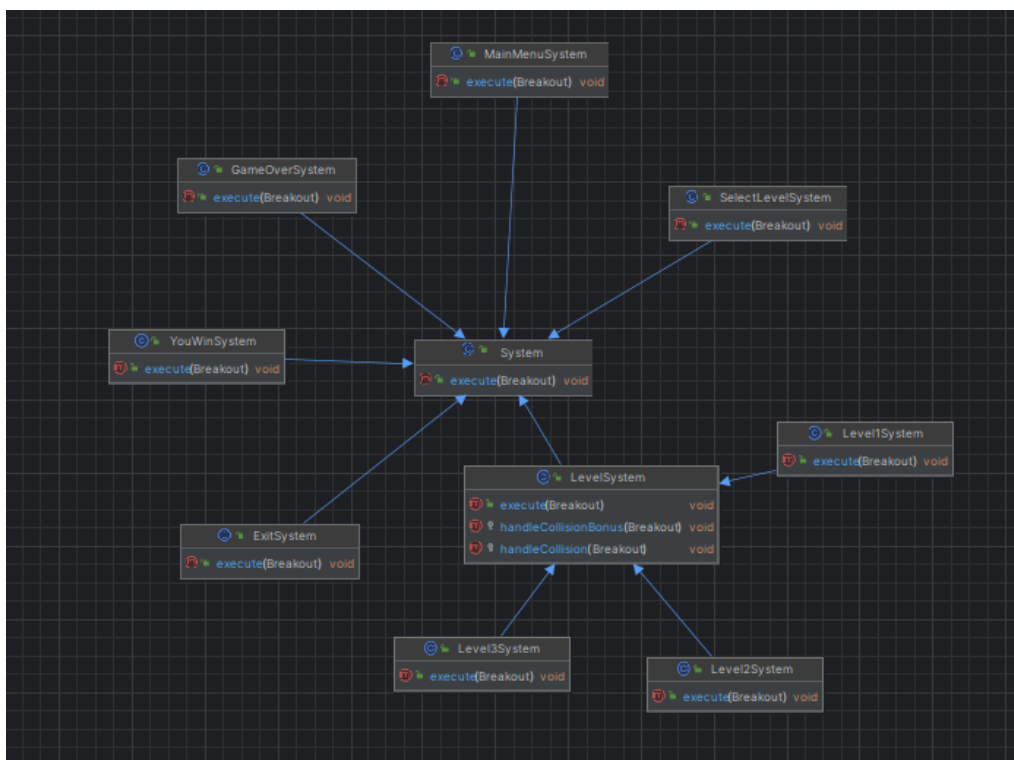 MainMenuSystem
execute(Breakout) void
GameOverSystem
execute(Breakout) void
SelectLevelSystem
execute(Breakout) void
YouWinSystem
execute(Breakout) void
System
execute(Breakout) void
Level1System
execute(Breakout) void
LevelSystem
execute(Breakout) void
handleCollisionBonus(Breakout) void
handleCollision(Breakout) void
ExitSystem
execute(Breakout) void
Level3System
execute(Breakout) void
Level2System
execute(Breakout) void